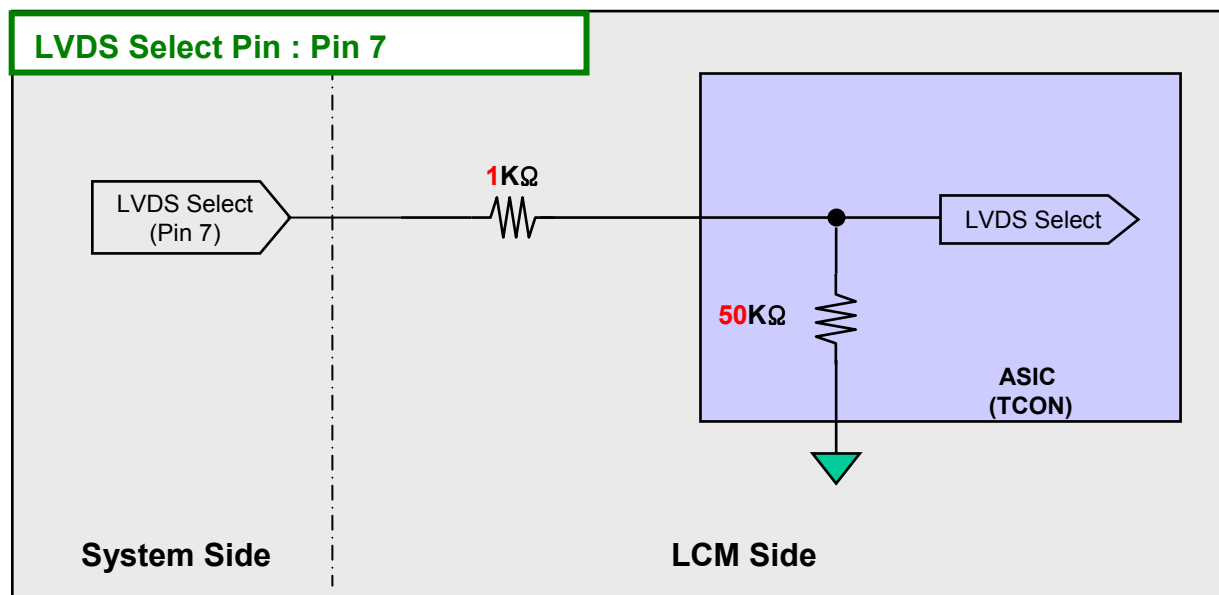 LVDS Select Pin : Pin 7
1KΩ
LVDS Select
(Pin 7)
LVDS Select
50KΩ
ASIC
(TCON)
System Side
LCM Side